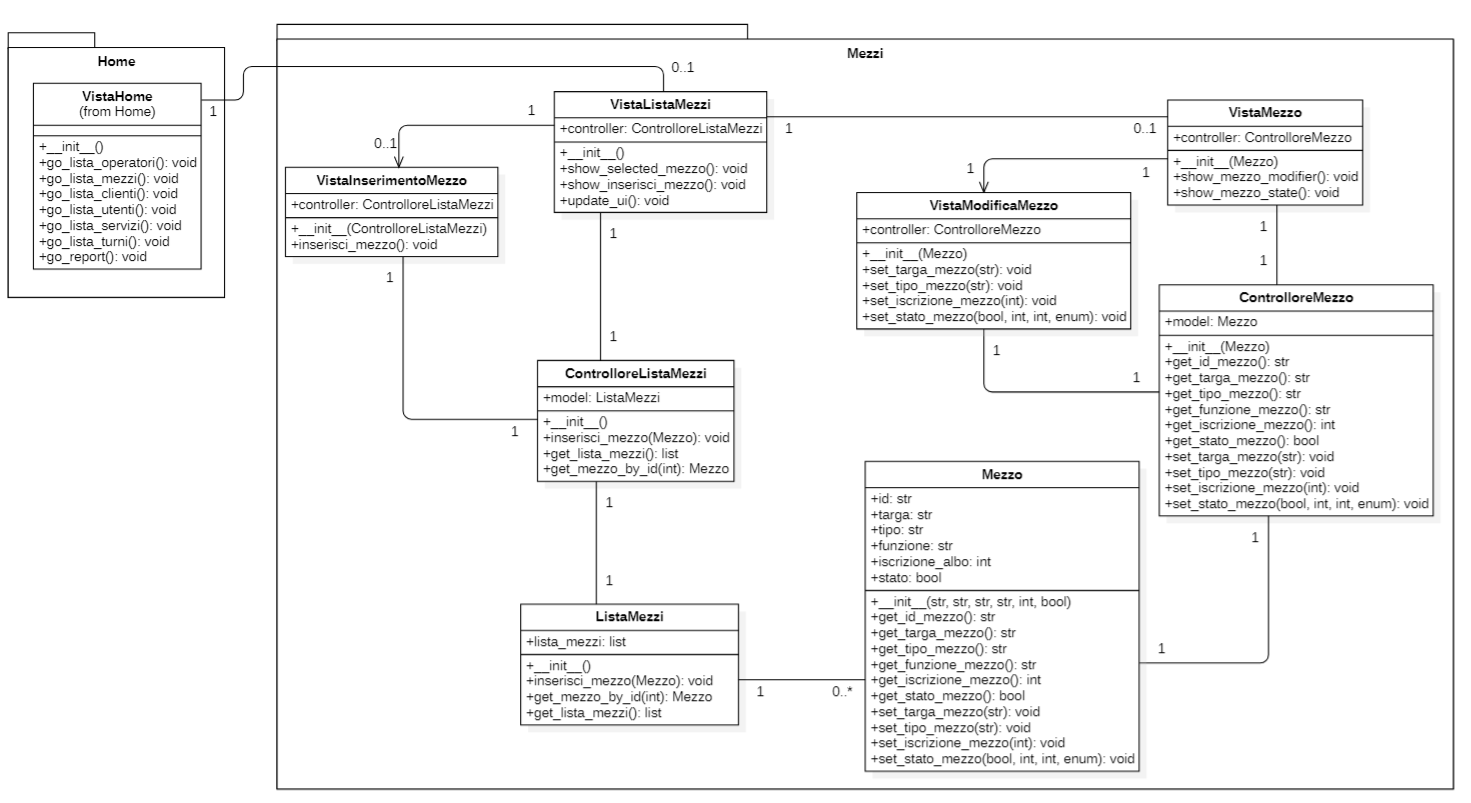 Home
VistaHome
(from Home)
+__init__()
+go_lista_operatori(): void
+go_lista_mezzi(): void
+go_lista_clienti(): void
+go_lista_utenti(): void
+go_lista_servizi(): void
+go_lista_turni(): void
+go_report(): void
1
Mezzi
0..1
VistaListaMezzi
+controller: ControlloreListaMezzi
+__init__()
+show_selected_mezzo(): void
+show_inserisci_mezzo(): void
+update_ui(): void
1
0..1
1
0..1
1
1
VistaInserimentoMezzo
+controller: ControlloreListaMezzi
+__init__(ControlloreListaMezzi)
+inserisci_mezzo(): void
1
1
VistaMezzo
+controller: ControlloreMezzo
+__init__(Mezzo)
+show_mezzo_modifier(): void
+show_mezzo_state(): void
1
1
1
1
VistaModificaMezzo
+controller: ControlloreMezzo
+__init__(Mezzo)
+set_targa_mezzo(str): void
+set_tipo_mezzo(str): void
+set_iscrizione_mezzo(int): void
+set_stato_mezzo(bool, int, int, enum): void
1
1
ControlloreMezzo
+model: Mezzo
+__init__(Mezzo)
+get_id_mezzo(): str
+get_targa_mezzo(): str
+get_tipo_mezzo(): str
+get_funzione_mezzo(): str
+get_iscrizione_mezzo(): int
+get_stato_mezzo(): bool
+set_targa_mezzo(str): void
+set_tipo_mezzo(str): void
+set_iscrizione_mezzo(int): void
+set_stato_mezzo(bool, int, int, enum): void
1
1
ControlloreListaMezzi
+model: ListaMezzi
+__init__()
+inserisci_mezzo(Mezzo): void
+get_lista_mezzi(): list
+get_mezzo_by_id(int): Mezzo
1
1
ListaMezzi
+lista_mezzi: list
+__init__()
+inserisci_mezzo(Mezzo): void
+get_mezzo_by_id(int): Mezzo
+get_lista_mezzi(): list
1
0..*
Mezzo
+id: str
+targa: str
+tipo: str
+funzione: str
+iscrizione_albo: int
+stato: bool
+__init__(str, str, str, str, int, bool)
+get_id_mezzo(): str
+get_targa_mezzo(): str
+get_tipo_mezzo(): str
+get_funzione_mezzo(): str
+get_iscrizione_mezzo(): int
+get_stato_mezzo(): bool
+set_targa_mezzo(str): void
+set_tipo_mezzo(str): void
+set_iscrizione_mezzo(int): void
+set_stato_mezzo(bool, int, int, enum): void